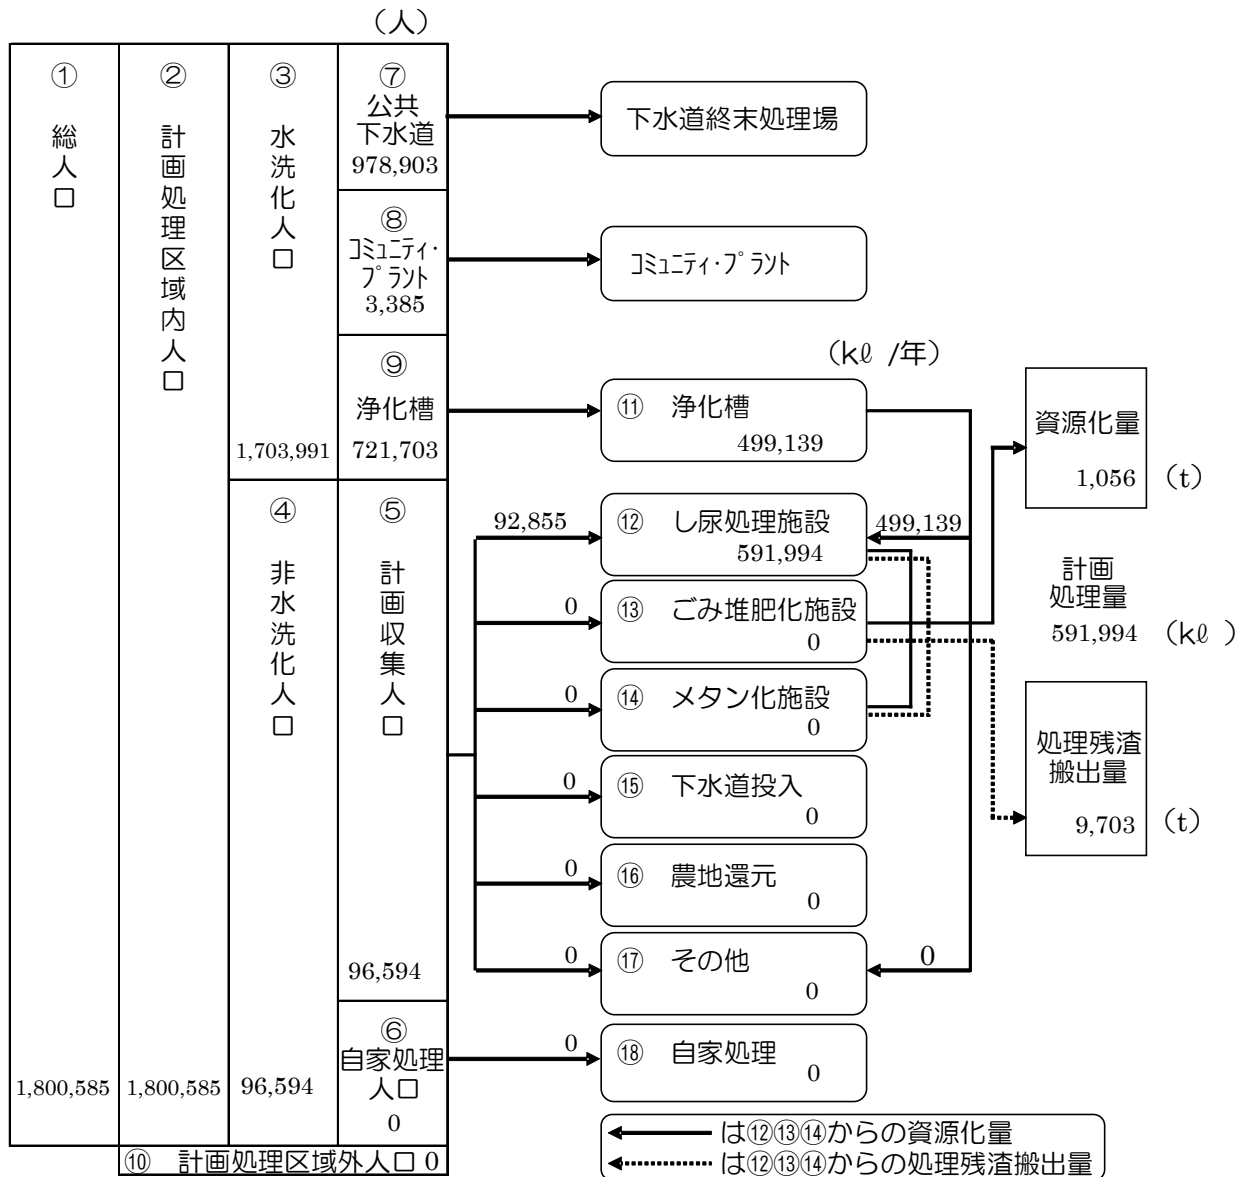 （人）
①
総人口
1,800,585
②
計画処理区域内人口
1,800,585
③
水洗化人口
1,703,991
④
非水洗化人口
96,594
⑦
公共
下水道
978,903
⑧
ｺﾐｭﾆﾃｨ・
ﾌﾟﾗﾝﾄ
3,385
⑨
浄化槽
721,703
⑤
計画収集人口
96,594
⑥
自家処理
人口
0
⑩ 計画処理区域外人口 0
下水道終末処理場
ｺﾐｭﾆﾃｨ・ﾌﾟﾗﾝﾄ
（kℓ /年）
⑪ 浄化槽
499,139
92,855
⑫ し尿処理施設
591,994
499,139
0
⑬ ごみ堆肥化施設
0
0
⑭ メタン化施設
0
0
⑮ 下水道投入
0
0
⑯ 農地還元
0
0
⑰ その他
0
0
0
⑱ 自家処理
0
資源化量
1,056
（t）
計画
処理量
591,994 （kℓ ）
処理残渣
搬出量
9,703
（t）
は⑫⑬⑭からの資源化量
は⑫⑬⑭からの処理残渣搬出量